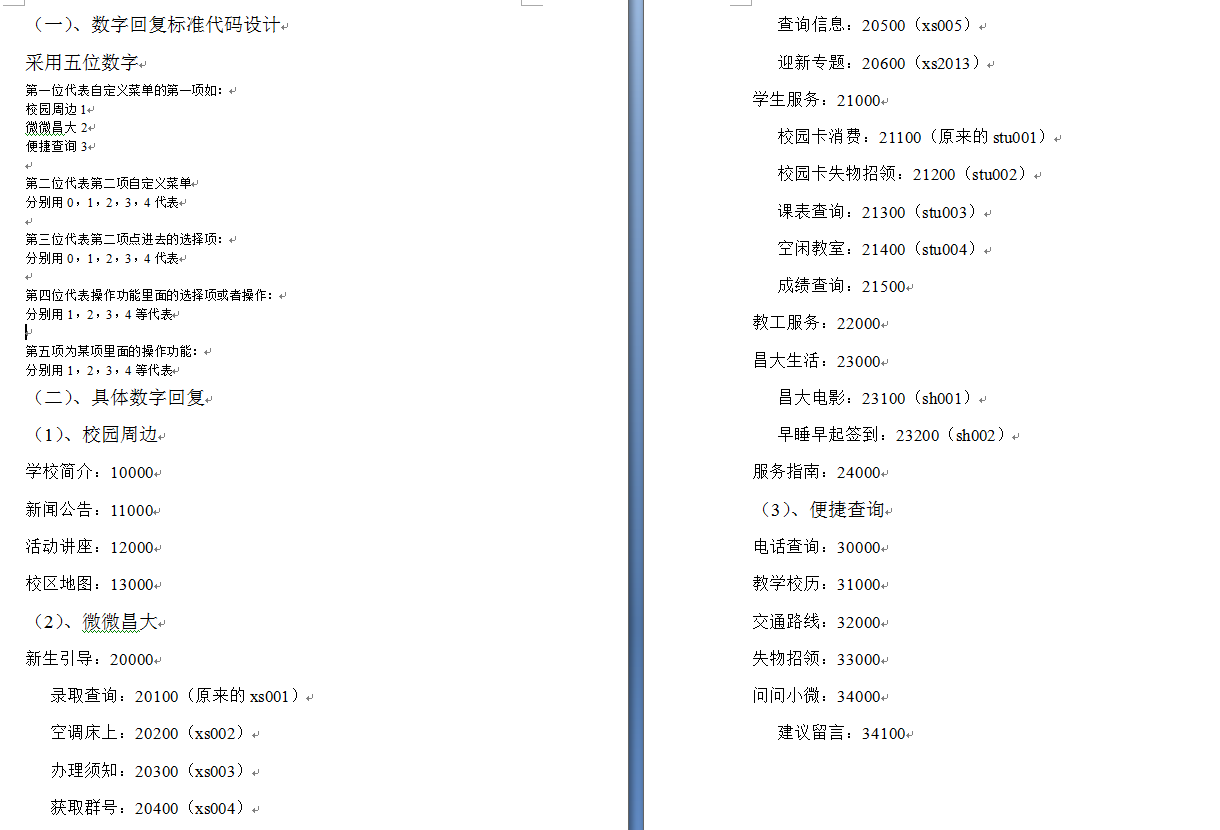 （一）、数字回复标准代码设计
采用五位数字
第一位代表自定义菜单的第一项如：
校园周边 1
微微昌大 2
便捷查询 3
第二位代表第二项自定义菜单
分别用 0，1，2，3，4 代表
第三位代表第二项点进去的选择项：
分别用 0，1，2，3，4 代表
第四位代表操作功能里面的选择项或者操作：
分别用 1，2，3，4 等代表
第五项为某项里面的操作功能：
分别用 1，2，3，4 等代表
（二）、具体数字回复
（1）、校园周边
学校简介：10000
新闻公告：11000
活动讲座：12000
校区地图：13000
（2）、微微昌大
新生引导：20000
录取查询：20100（原来的 xs001）
空调床上：20200（xs002）
办理须知：20300（xs003）
获取群号：20400（xs004）
查询信息：20500（xs005）
迎新专题：20600（xs2013）
学生服务：21000
校园卡消费：21100（原来的 stu001）
校园卡失物招领：21200（stu002）
课表查询：21300（stu003）
空闲教室：21400（stu004）
成绩查询：21500
教工服务：22000
昌大生活：23000
昌大电影：23100（sh001）
早睡早起签到：23200（sh002）
服务指南：24000
（3）、便捷查询
电话查询：30000
教学校历：31000
交通路线：32000
失物招领：33000
问问小微：34000
建议留言：34100